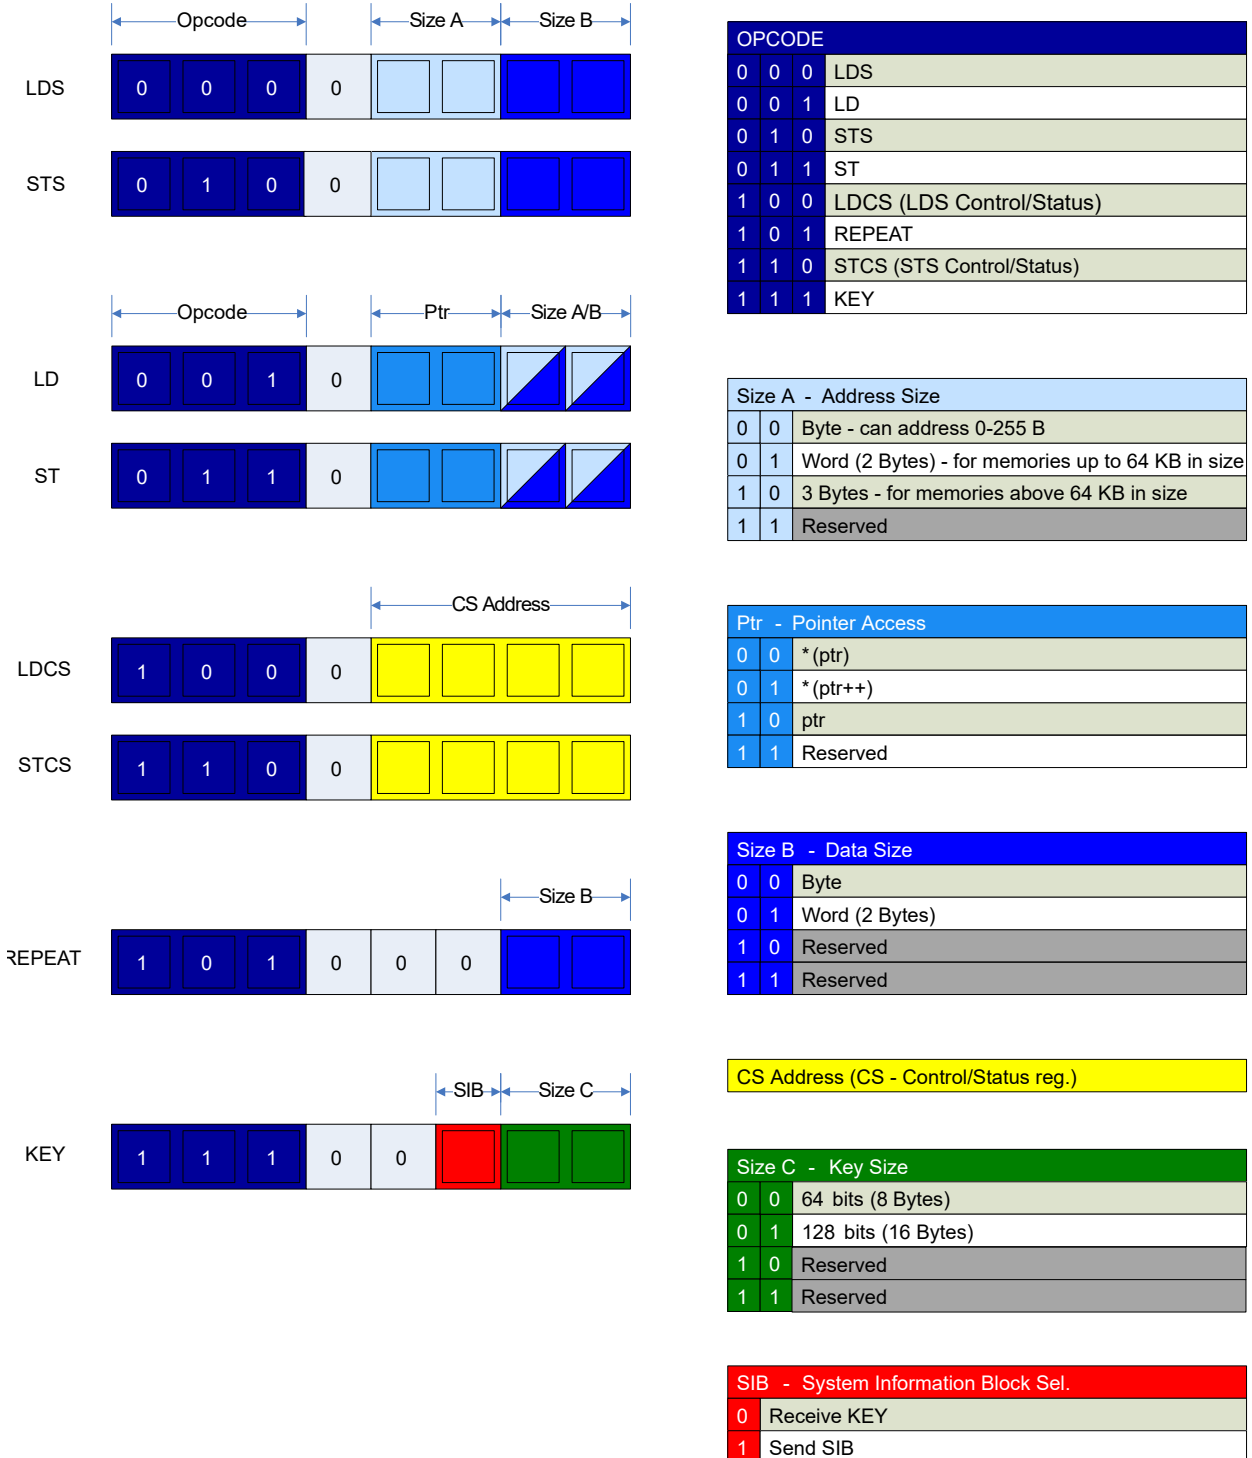 Opcode Size A Size B
LDS 0 0 0 0
STS 0 1 0 0
Opcode Ptr Size A/B
LD 0 0 1 0
ST 0 1 1 0
CS Address
LDCS 1 0 0 0
STCS 1 1 0 0
Size B
REPEAT 1 0 1 0 0 0
SIB Size C
KEY 1 1 1 0 0
OPCODE
0 0 0 LDS
0 0 1 LD
0 1 0 STS
0 1 1 ST
1 0 0 LDCS (LDS Control/Status)
1 0 1 REPEAT
1 1 0 STCS (STS Control/Status)
1 1 1 KEY
Size A - Address Size
0 0 Byte - can address 0-255 B
0 1 Word (2 Bytes) - for memories up to 64 KB in size
1 0 3 Bytes - for memories above 64 KB in size
1 1 Reserved
Ptr - Pointer Access
0 0 *(ptr)
0 1 *(ptr++)
1 0 ptr
1 1 Reserved
Size B - Data Size
0 0 Byte
0 1 Word (2 Bytes)
1 0 Reserved
1 1 Reserved
CS Address (CS - Control/Status reg.)
Size C - Key Size
0 0 64 bits (8 Bytes)
0 1 128 bits (16 Bytes)
1 0 Reserved
1 1 Reserved
SIB - System Information Block Sel.
0 Receive KEY
1 Send SIB